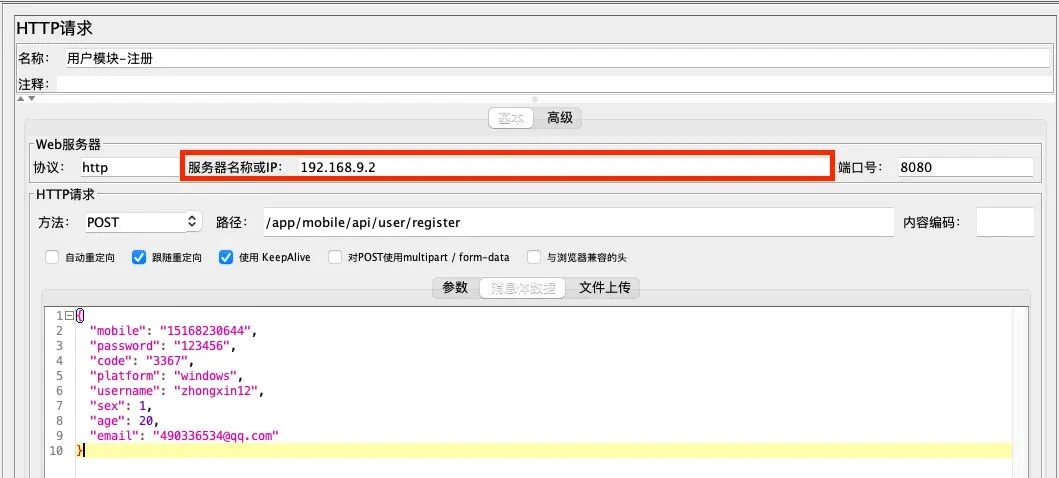 HTTP请求
名称： 用户模块-注册
注释：
基本 高级
Web服务器
协议： http 服务器名称或IP： 192.168.9.2 端口号： 8080
HTTP请求
方法： POST 路径： /app/mobile/api/user/register 内容编码：
自动重定向 跟随重定向 使用 KeepAlive 对POST使用multipart / form-data 与浏览器兼容的头
参数 消息体数据 文件上传
1 {
2 "mobile": "15168230644",
3 "password": "123456",
4 "code": "3367",
5 "platform": "windows",
6 "username": "zhongxin12",
7 "sex": 1,
8 "age": 20,
9 "email": "490336534@qq.com"
10 }